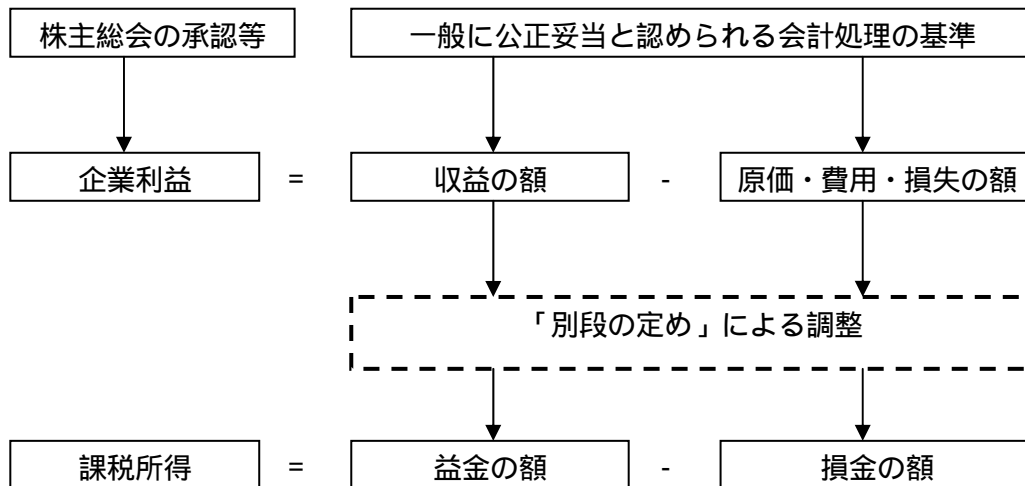 株主総会の承認等
一般に公正妥当と認められる会計処理の基準
企業利益 = 収益の額 - 原価・費用・損失の額
「別段の定め」による調整
課税所得 = 益金の額 - 損金の額